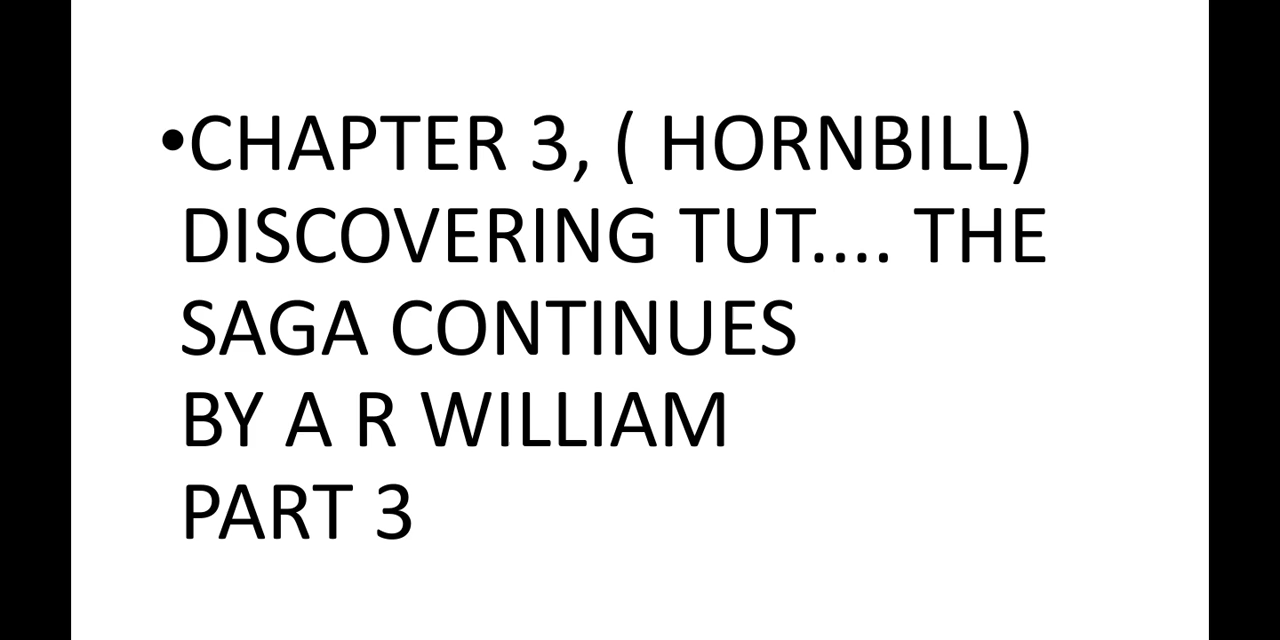 •CHAPTER 3, ( HORNBILL)
DISCOVERING TUT.... THE
SAGA CONTINUES
BY A R WILLIAM
PART 3